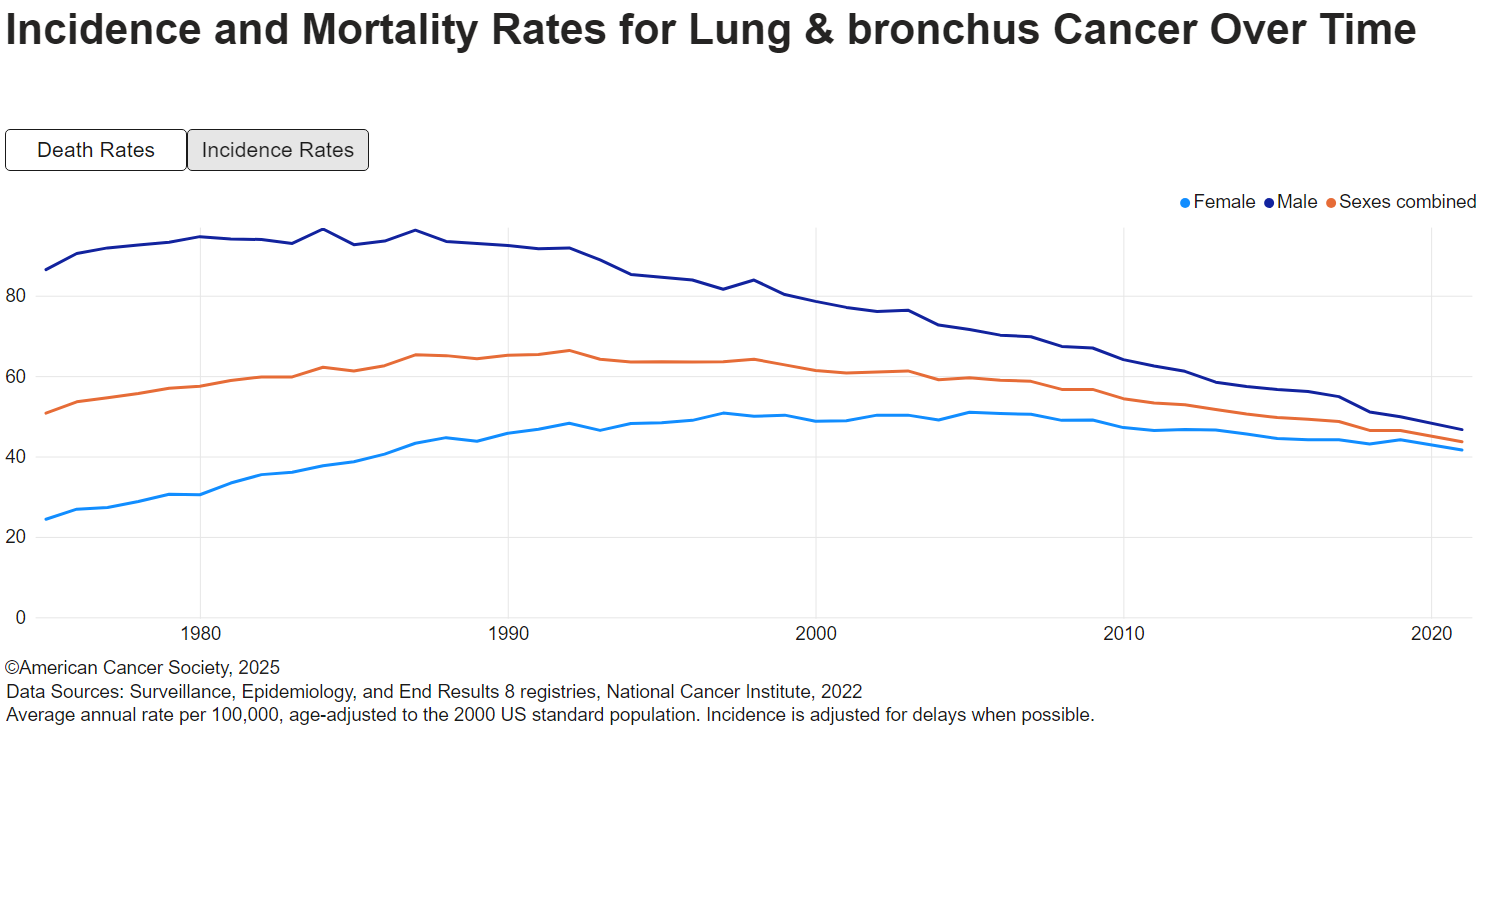 Incidence and Mortality Rates for Lung & bronchus Cancer Over Time
Death Rates
Incidence Rates
Female Male Sexes combined
80
60
40
20
0
1980 1990 2000 2010 2020
©American Cancer Society, 2025
Data Sources: Surveillance, Epidemiology, and End Results 8 registries, National Cancer Institute, 2022
Average annual rate per 100,000, age-adjusted to the 2000 US standard population. Incidence is adjusted for delays when possible.